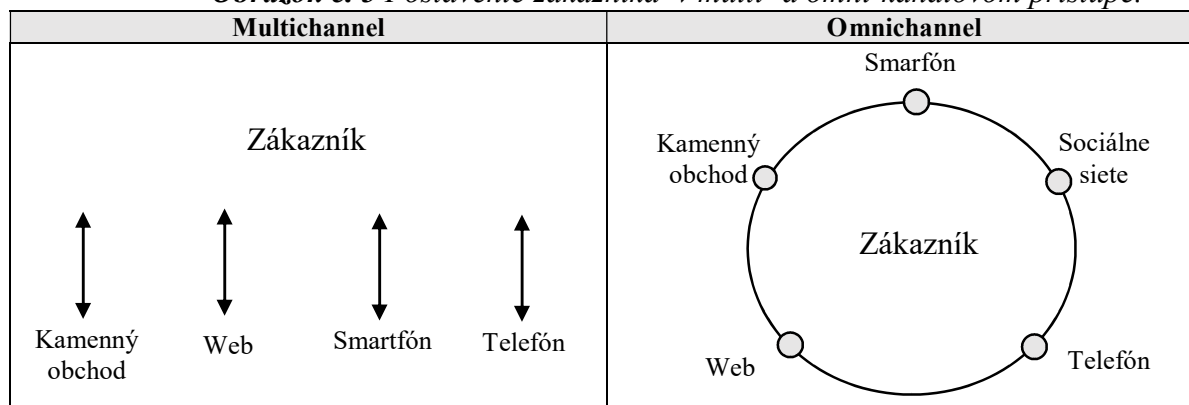 Obrázok č. Postavenie zákazníka v multi- a omni-kanálovom prístupe.
Multichannel
Omnichannel
Zákazník
Kamenný
obchod
Web
Smartfón
Telefón
Smarfón
Kamenný
obchod
Sociálne
siete
Zákazník
Web
Telefón